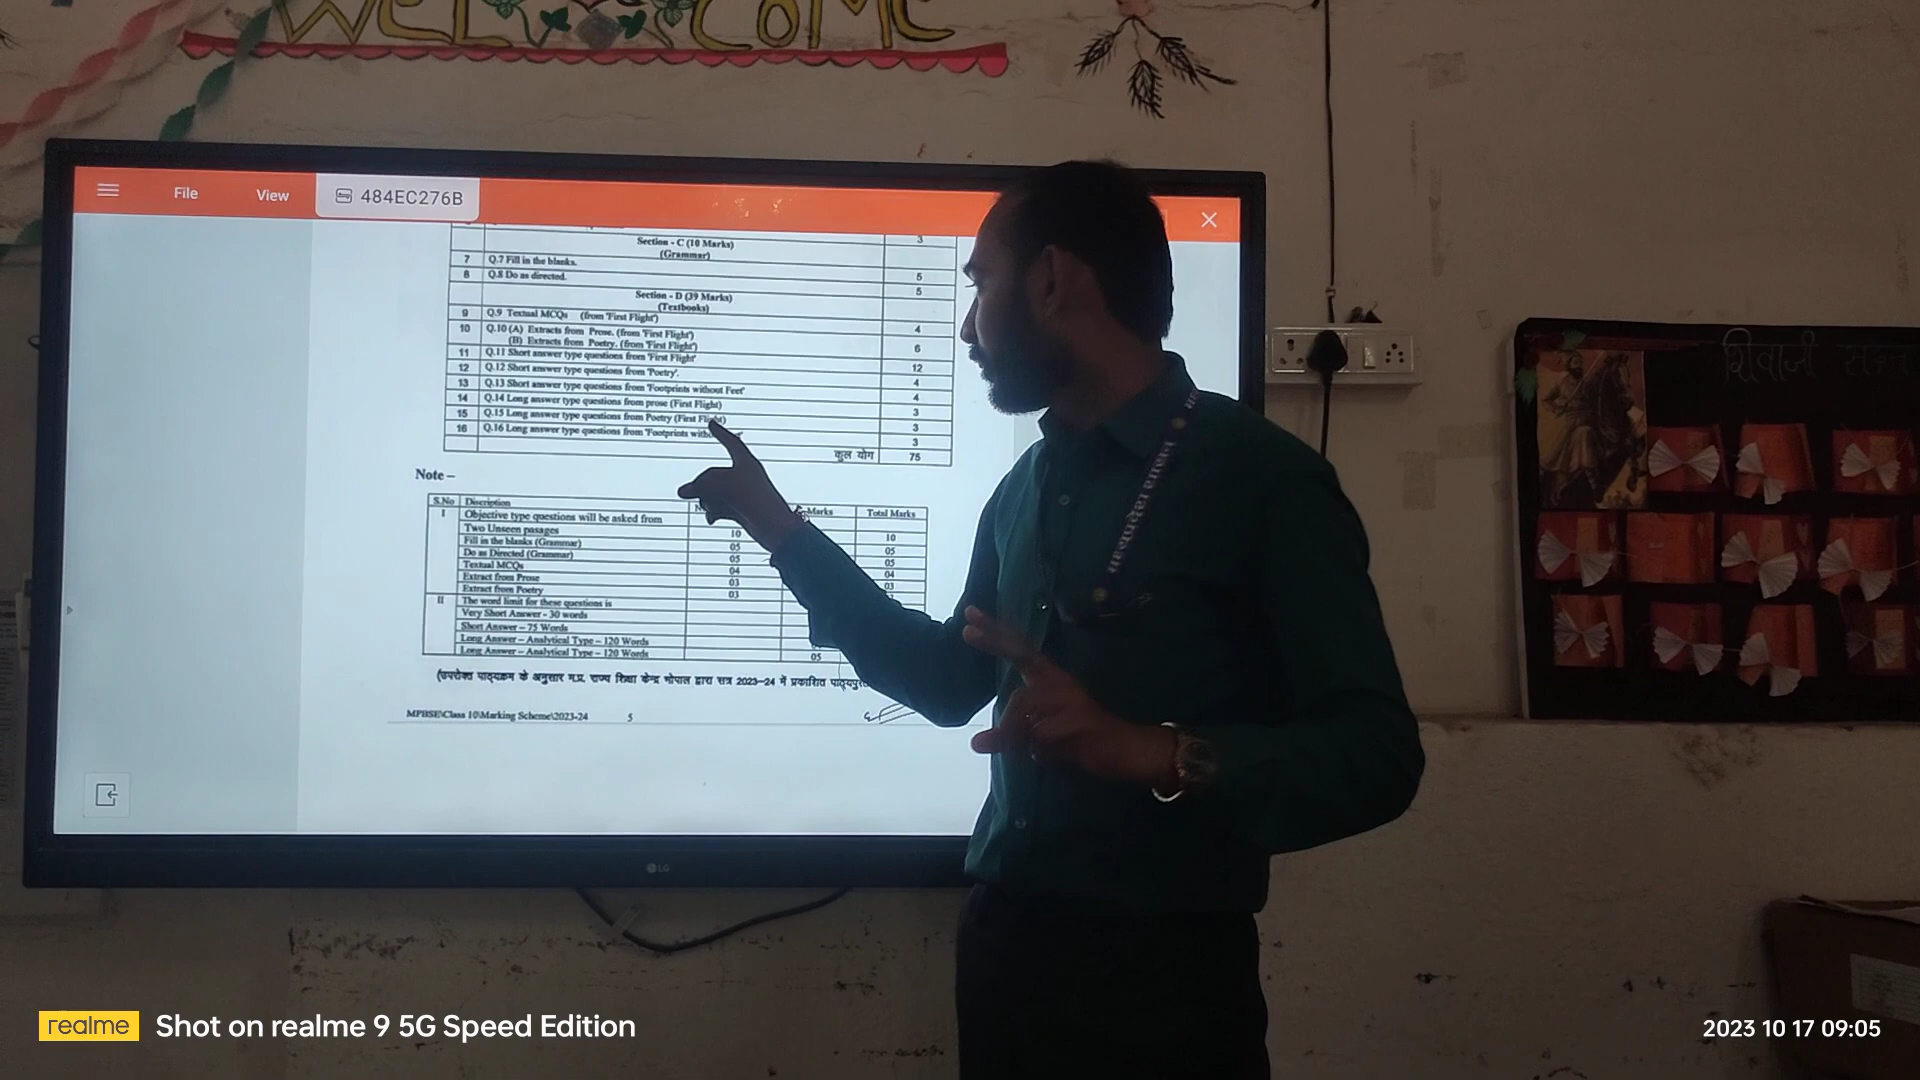 WELCOME
File View 484EC276B
3
Section - C (10 Marks)
(Grammar)
7 Q.7 Fill in the blanks. 5
8 Q.8 Do as directed. 5
Section - D (39 Marks)
(Textbooks)
9 Q.9 Textual MCQs (from 'First Flight') 4
10 Q.10 (A) Extracts from Prose. (from 'First Flight')
(B) Extracts from Poetry. (from 'First Flight') 6
11 Q.11 Short answer type questions from 'First Flight' 12
12 Q.12 Short answer type questions from 'Poetry'. 4
13 Q.13 Short answer type questions from 'Footprints without Feet' 4
14 Q.14 Long answer type questions from prose (First Flight) 3
15 Q.15 Long answer type questions from Poetry (First Flight) 3
16 Q.16 Long answer type questions from 'Footprints 3
कुल योग 75
Note –
S.No Discription Marks Total Marks
I Objective type questions will be asked from
Two Unseen pasages 10 10
Fill in the blanks (Grammar) 05 05
Do as Directed (Grammar) 05 05
Textual MCQs 04 04
Extract from Prose 03 03
Extract from Poetry 03
II The word limit for these questions is
Very Short Answer - 30 words
Short Answer – 75 Words
Long Answer – Analytical Type – 120 Words
Long Answer – Analytical Type – 120 Words 05
(उपरोक्त पाठ्यक्रम के अनुसार म.प्र. राज्य शिक्षा केन्द्र भोपाल द्वारा सत्र 2023–24 में प्रकाशित
MPBSE\Class 10\Marking Scheme\2023-24 5
LG
शिवाजी
realme Shot on realme 9 5G Speed Edition
2023 10 17 09:05